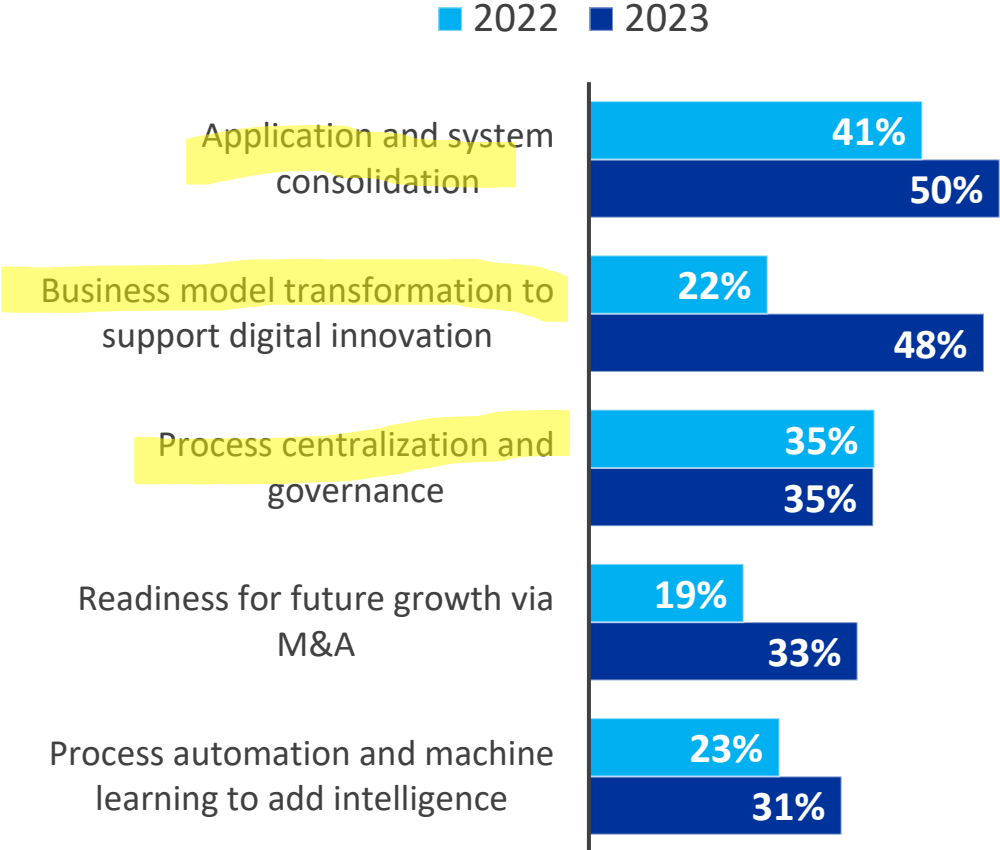 2022 2023
Application and system
consolidation
41%
50%
Business model transformation to
support digital innovation
22%
48%
Process centralization and
governance
35%
35%
Readiness for future growth via
M&A
19%
33%
Process automation and machine
learning to add intelligence
23%
31%